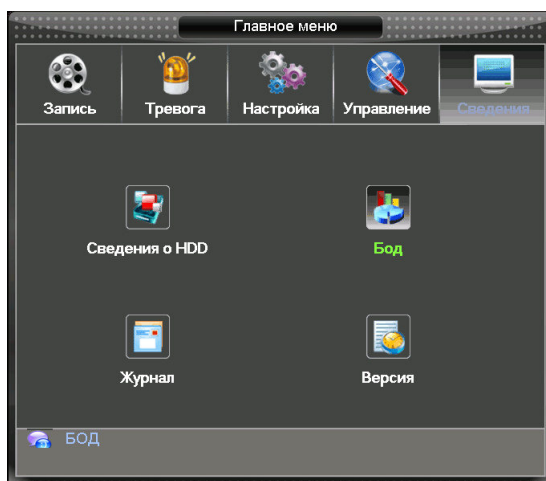 Главное меню
Запись Тревога Настройка Управление Сведения
Сведения о HDD Бод
Журнал Версия
БОД